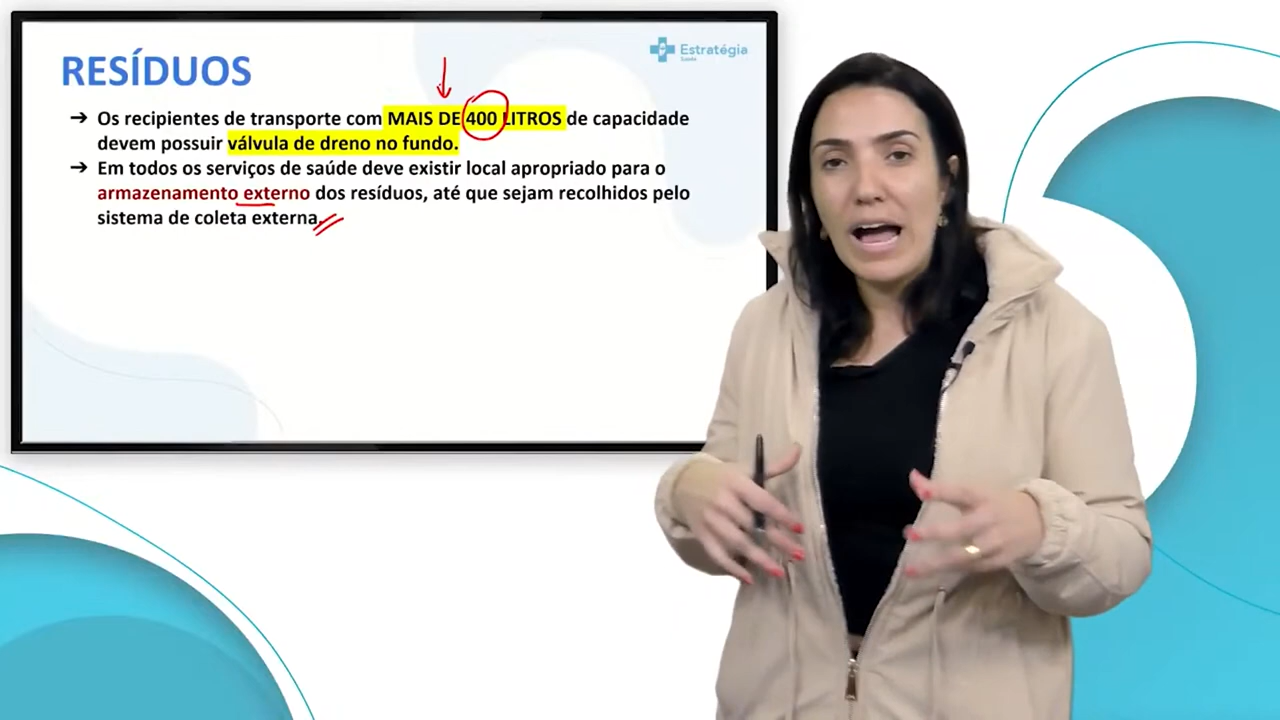 RESÍDUOS
Estratégia
Saúde
➔ Os recipientes de transporte com MAIS DE 400 LITROS de capacidade
devem possuir válvula de dreno no fundo.
➔ Em todos os serviços de saúde deve existir local apropriado para o
armazenamento externo dos resíduos, até que sejam recolhidos pelo
sistema de coleta externa.